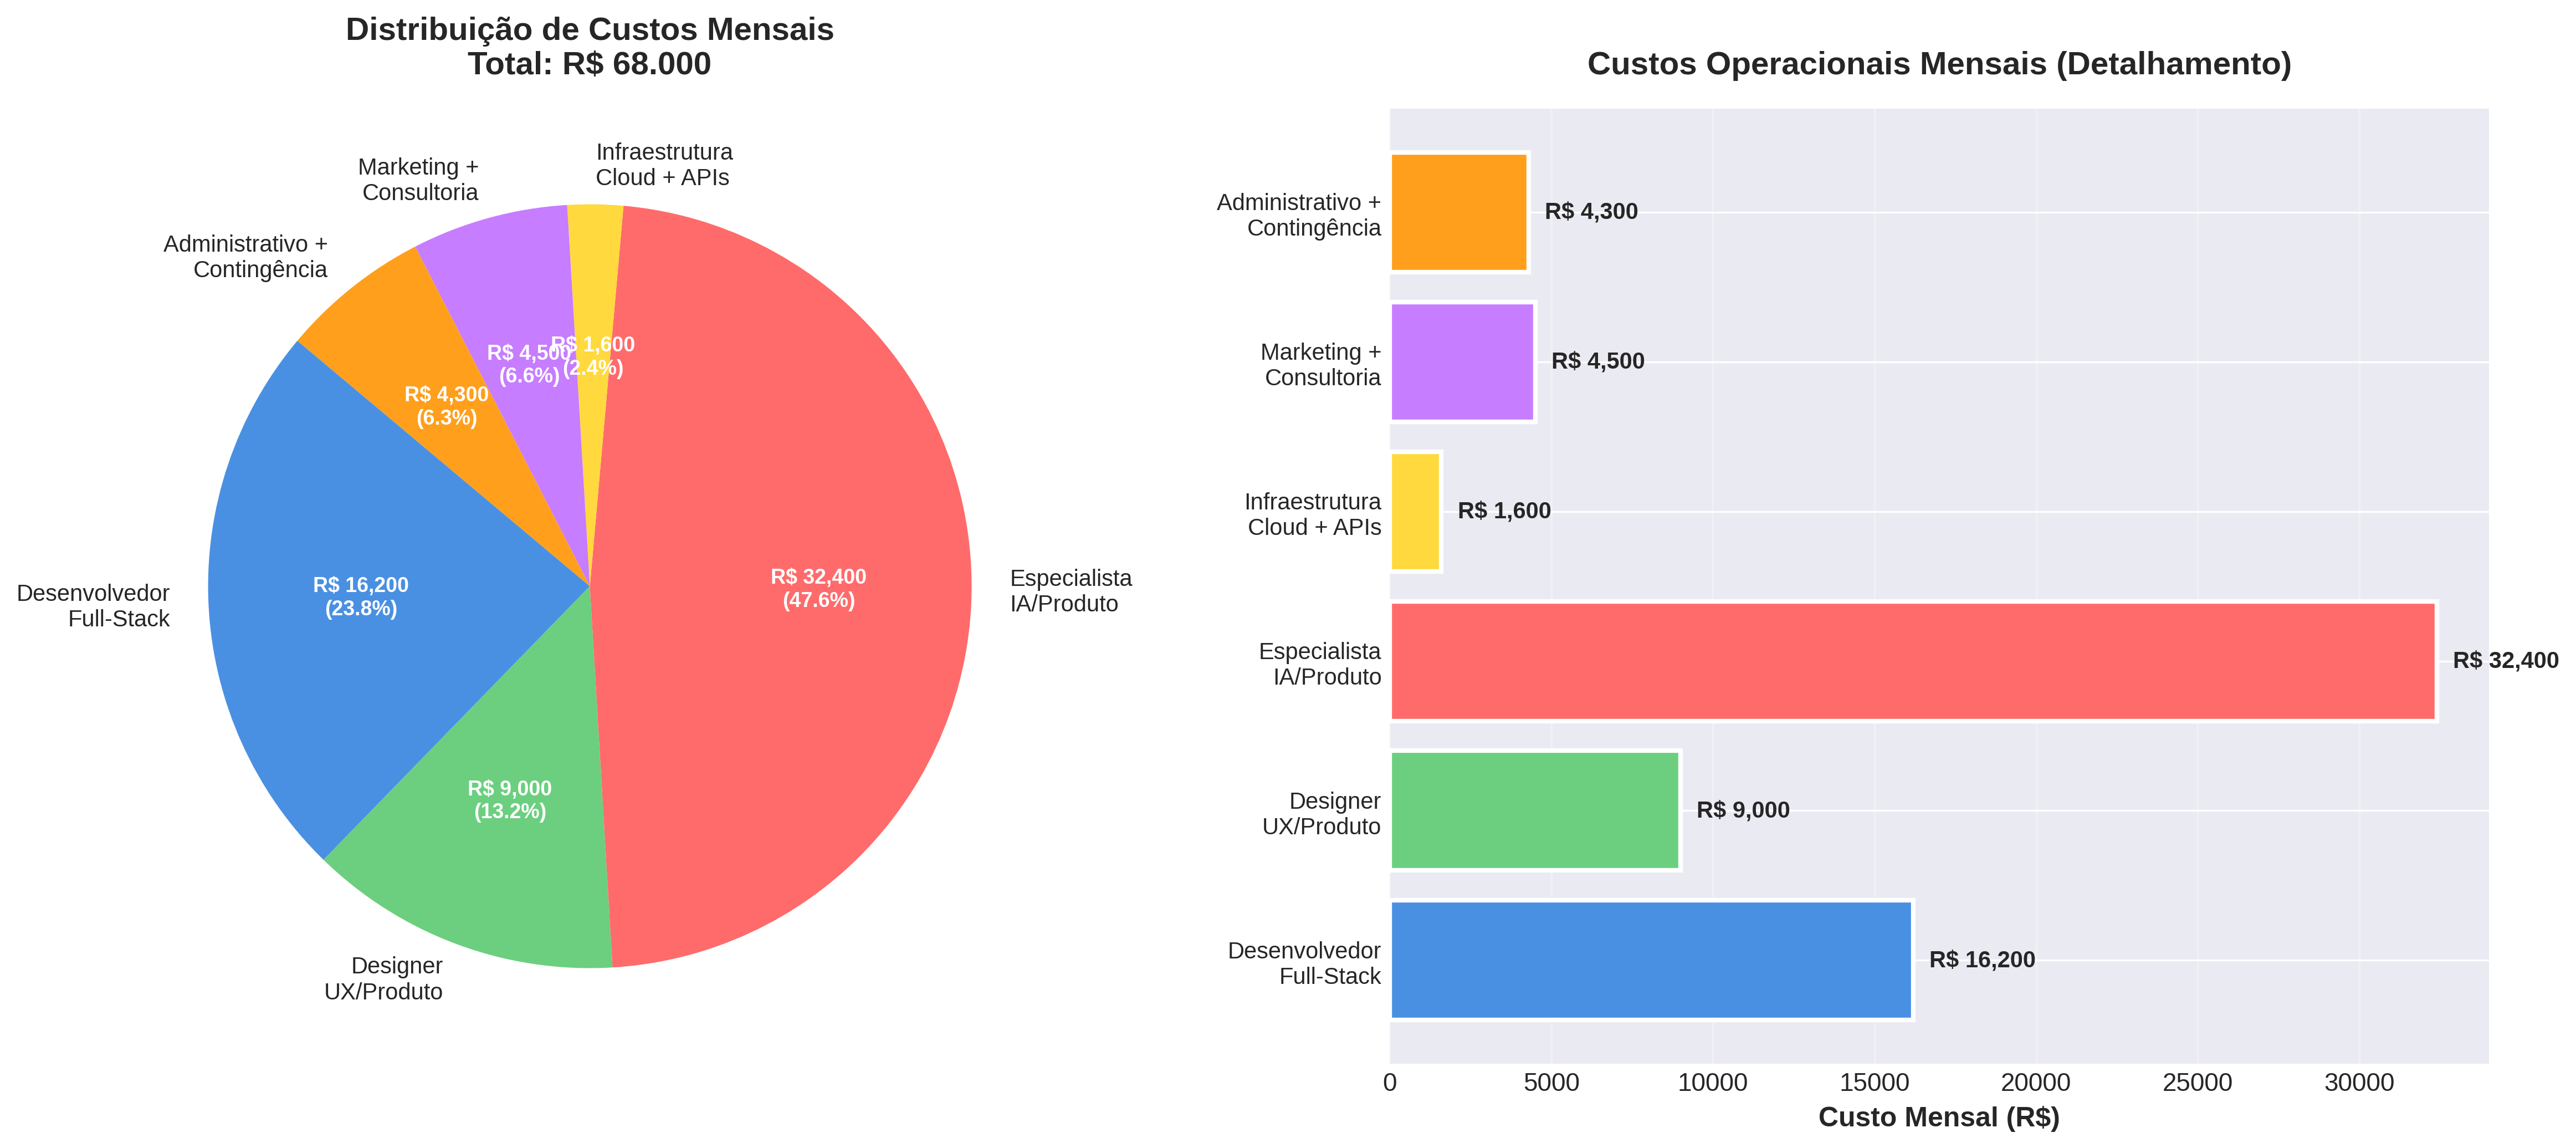 Distribuição de Custos Mensais
Total: R$ 68.000
Infraestrutura
Cloud + APIs
Marketing +
Consultoria
Administrativo +
Contingência
Desenvolvedor
Full-Stack
Designer
UX/Produto
Especialista
IA/Produto
R$ 1,600
(2.4%)
R$ 4,500
(6.6%)
R$ 4,300
(6.3%)
R$ 16,200
(23.8%)
R$ 9,000
(13.2%)
R$ 32,400
(47.6%)
Custos Operacionais Mensais (Detalhamento)
Administrativo +
Contingência
R$ 4,300
Marketing +
Consultoria
R$ 4,500
Infraestrutura
Cloud + APIs
R$ 1,600
Especialista
IA/Produto
R$ 32,400
Designer
UX/Produto
R$ 9,000
Desenvolvedor
Full-Stack
R$ 16,200
0 5000 10000 15000 20000 25000 30000
Custo Mensal (R$)